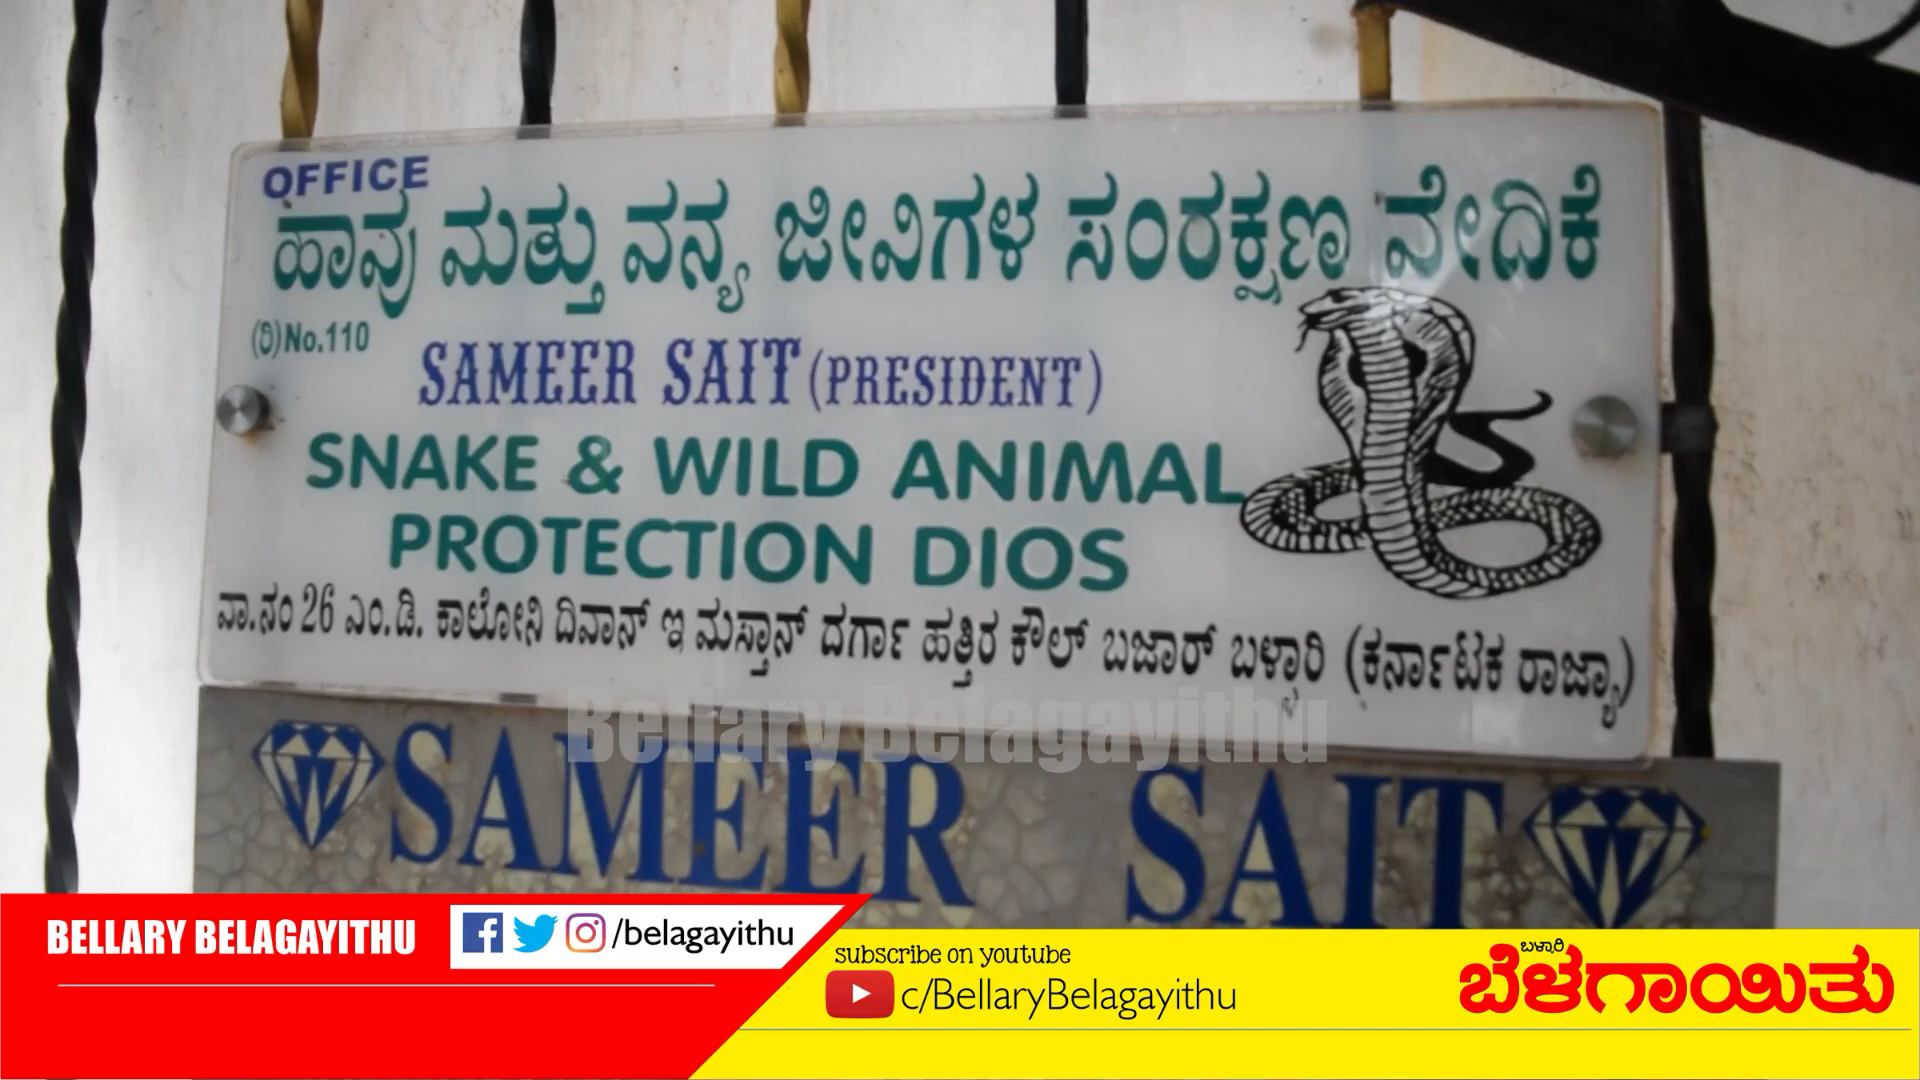 OFFICE
ಹಾವು ಮತ್ತು ವನ್ಯ ಜೀವಿಗಳ ಸಂರಕ್ಷಣ ವೇದಿಕೆ
(ರಿ)No.110
SAMEER SAIT (PRESIDENT)
SNAKE & WILD ANIMAL
PROTECTION DIOS
ವಾ.ನಂ 26 ಎಂ.ಡಿ. ಕಾಲೋನಿ ದಿವಾನ್ ಇ ಮಸ್ತಾನ್ ದರ್ಗಾ ಹತ್ತಿರ ಕೌಲ್ ಬಜಾರ್ ಬಳ್ಳಾರಿ (ಕರ್ನಾಟಕ ರಾಜ್ಯಾ)
Bellary Belagayithu
SAMEER SAIT
BELLARY BELAGAYITHU
/belagayithu
subscribe on youtube
c/BellaryBelagayithu
ಬಳ್ಳಾರಿ
ಬೆಳಗಾಯಿತು